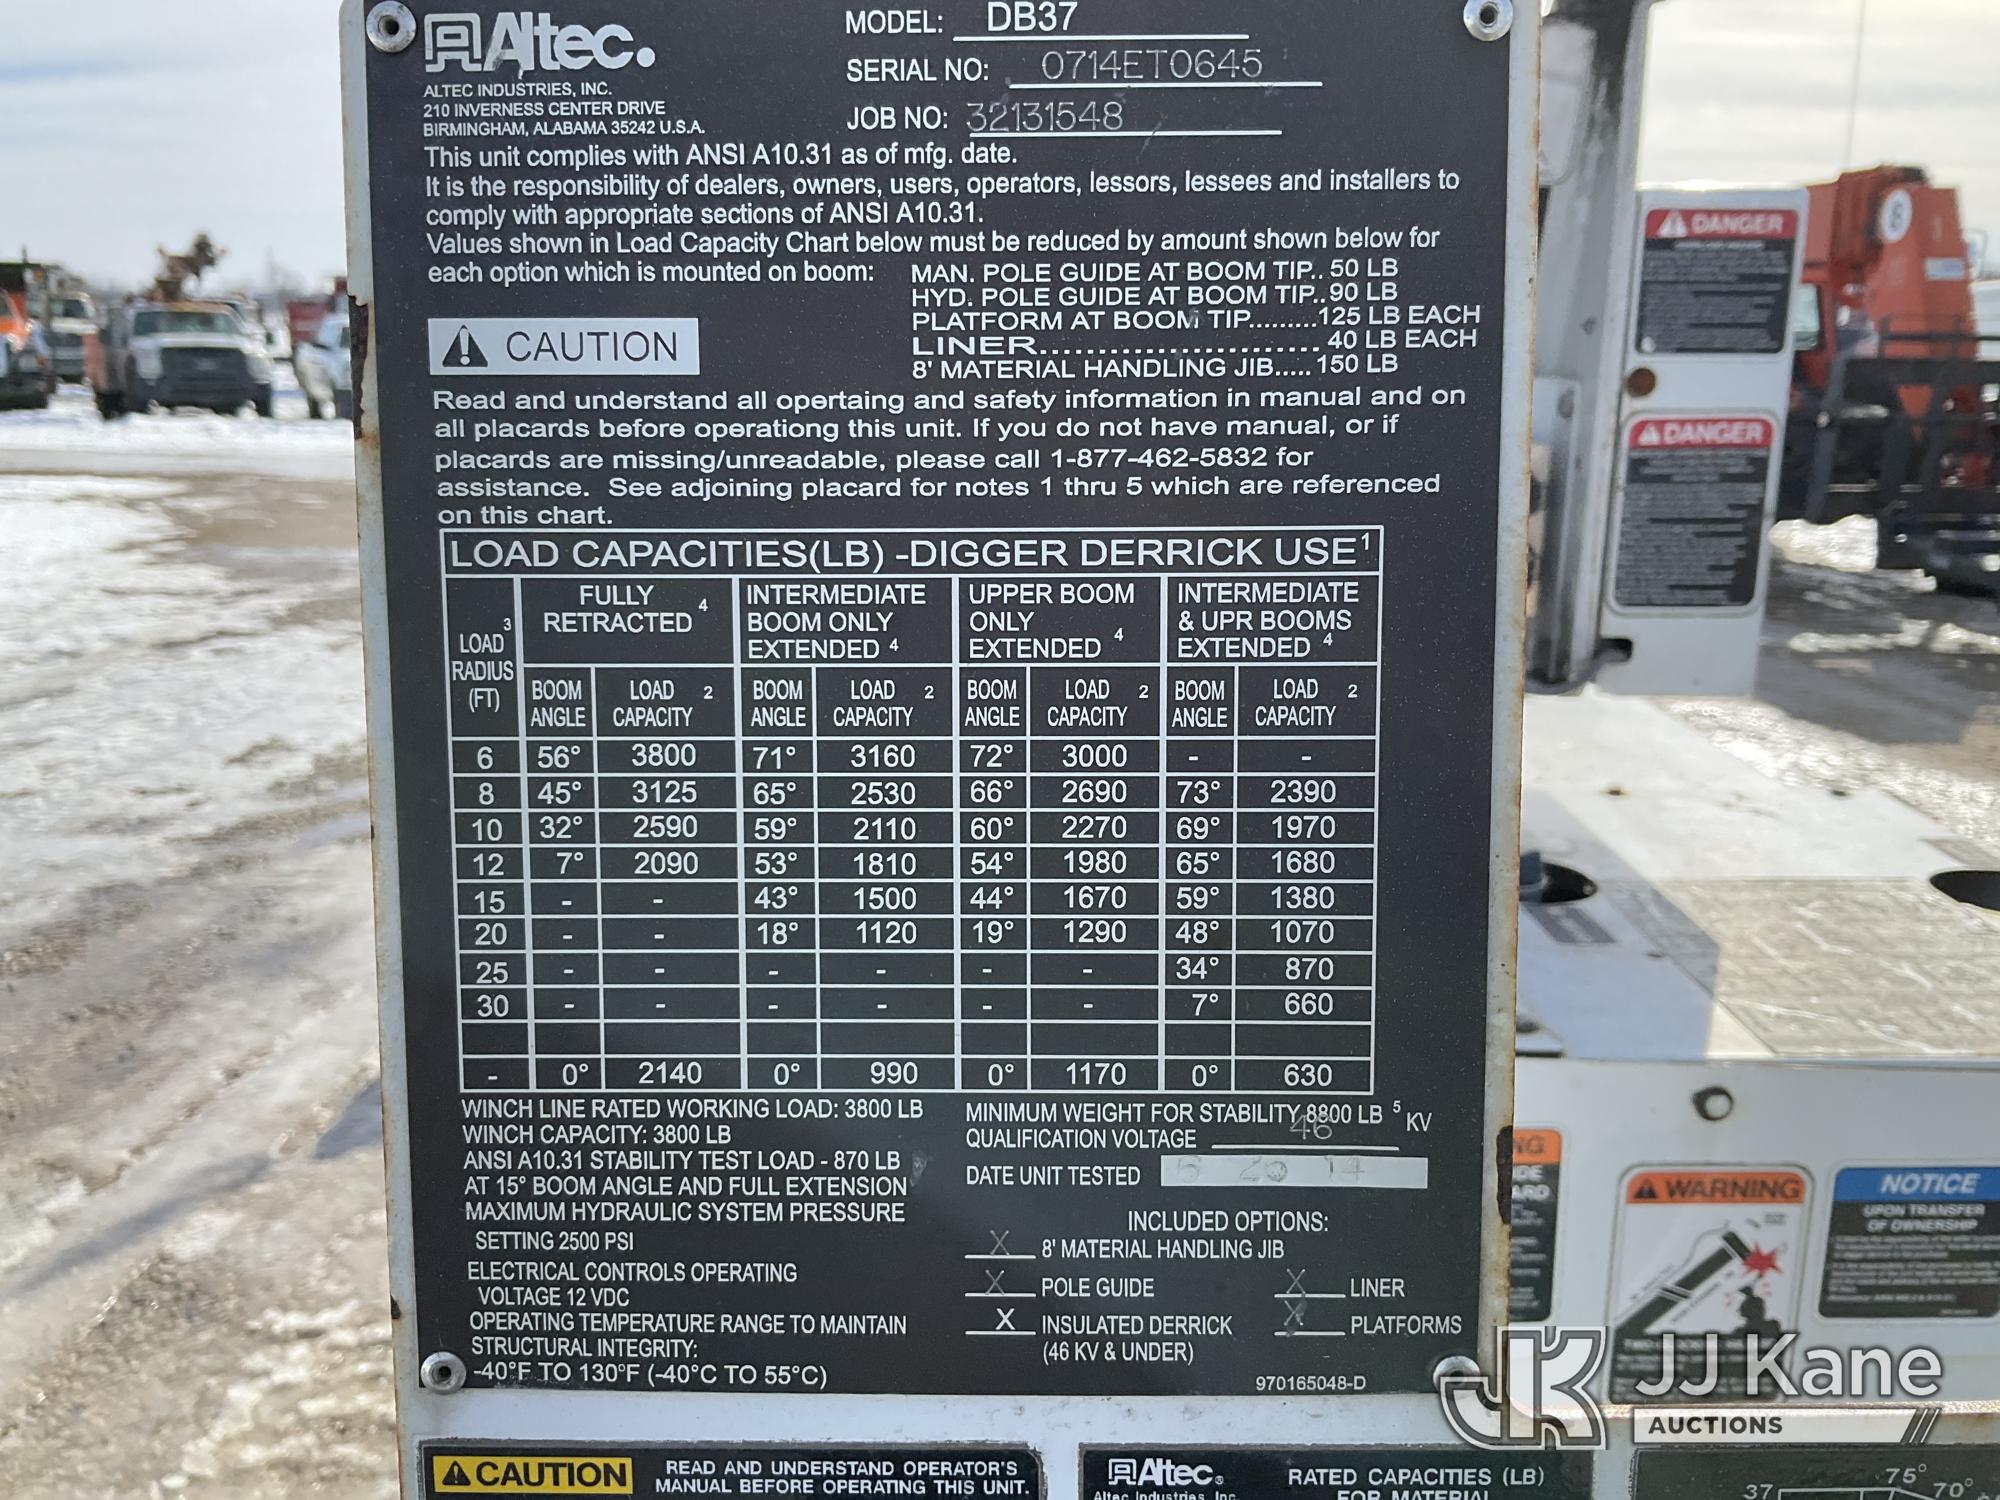 Altec.
ALTEC INDUSTRIES, INC.
210 INVERNESS CENTER DRIVE
BIRMINGHAM, ALABAMA 35242 U.S.A.
MODEL: DB37
SERIAL NO: 0714ET0645
JOB NO: 32131548
This unit complies with ANSI A10.31 as of mfg. date.
It is the responsibility of dealers, owners, users, operators, lessors, lessees and installers to
comply with appropriate sections of ANSI A10.31.
Values shown in Load Capacity Chart below must be reduced by amount shown below for
each option which is mounted on boom:
MAN. POLE GUIDE AT BOOM TIP.. 50 LB
HYD. POLE GUIDE AT BOOM TIP..90 LB
PLATFORM AT BOOM TIP.........125 LB EACH
LINER........................ 40 LB EACH
8' MATERIAL HANDLING JIB.....150 LB
CAUTION
Read and understand all opertaing and safety information in manual and on
all placards before operationg this unit. If you do not have manual, or if
placards are missing/unreadable, please call 1-877-462-5832 for
assistance. See adjoining placard for notes 1 thru 5 which are referenced
on this chart.
LOAD CAPACITIES(LB) -DIGGER DERRICK USE 1
LOAD 3 RADIUS (FT)
FULLY RETRACTED 4
INTERMEDIATE BOOM ONLY EXTENDED 4
UPPER BOOM ONLY EXTENDED 4
INTERMEDIATE & UPR BOOMS EXTENDED 4
BOOM ANGLE LOAD 2 CAPACITY BOOM ANGLE LOAD 2 CAPACITY BOOM ANGLE LOAD 2 CAPACITY BOOM ANGLE LOAD 2 CAPACITY
6 56° 3800 71° 3160 72° 3000 - -
8 45° 3125 65° 2530 66° 2690 73° 2390
10 32° 2590 59° 2110 60° 2270 69° 1970
12 7° 2090 53° 1810 54° 1980 65° 1680
15 - - 43° 1500 44° 1670 59° 1380
20 - - 18° 1120 19° 1290 48° 1070
25 - - - - - - 34° 870
30 - - - - - - 7° 660
- 0° 2140 0° 990 0° 1170 0° 630
WINCH LINE RATED WORKING LOAD: 3800 LB
WINCH CAPACITY: 3800 LB
ANSI A10.31 STABILITY TEST LOAD - 870 LB
AT 15° BOOM ANGLE AND FULL EXTENSION
MAXIMUM HYDRAULIC SYSTEM PRESSURE
SETTING 2500 PSI
ELECTRICAL CONTROLS OPERATING
VOLTAGE 12 VDC
OPERATING TEMPERATURE RANGE TO MAINTAIN
STRUCTURAL INTEGRITY:
-40°F TO 130°F (-40°C TO 55°C)
MINIMUM WEIGHT FOR STABILITY 8800 LB 5
QUALIFICATION VOLTAGE 46 KV
DATE UNIT TESTED 6 26 14
INCLUDED OPTIONS:
X 8' MATERIAL HANDLING JIB
X POLE GUIDE X LINER
X INSULATED DERRICK X PLATFORMS
(46 KV & UNDER)
970165048-D
CAUTION
READ AND UNDERSTAND OPERATOR'S
MANUAL BEFORE OPERATING THIS UNIT.
Altec.
Altec Industries, Inc.
RATED CAPACITIES (LB)
FOR MATERIAL
37 75° 70°
DANGER
DANGER
WARNING
NOTICE
UPON TRANSFER
OF OWNERSHIP
JK
JJ Kane
AUCTIONS